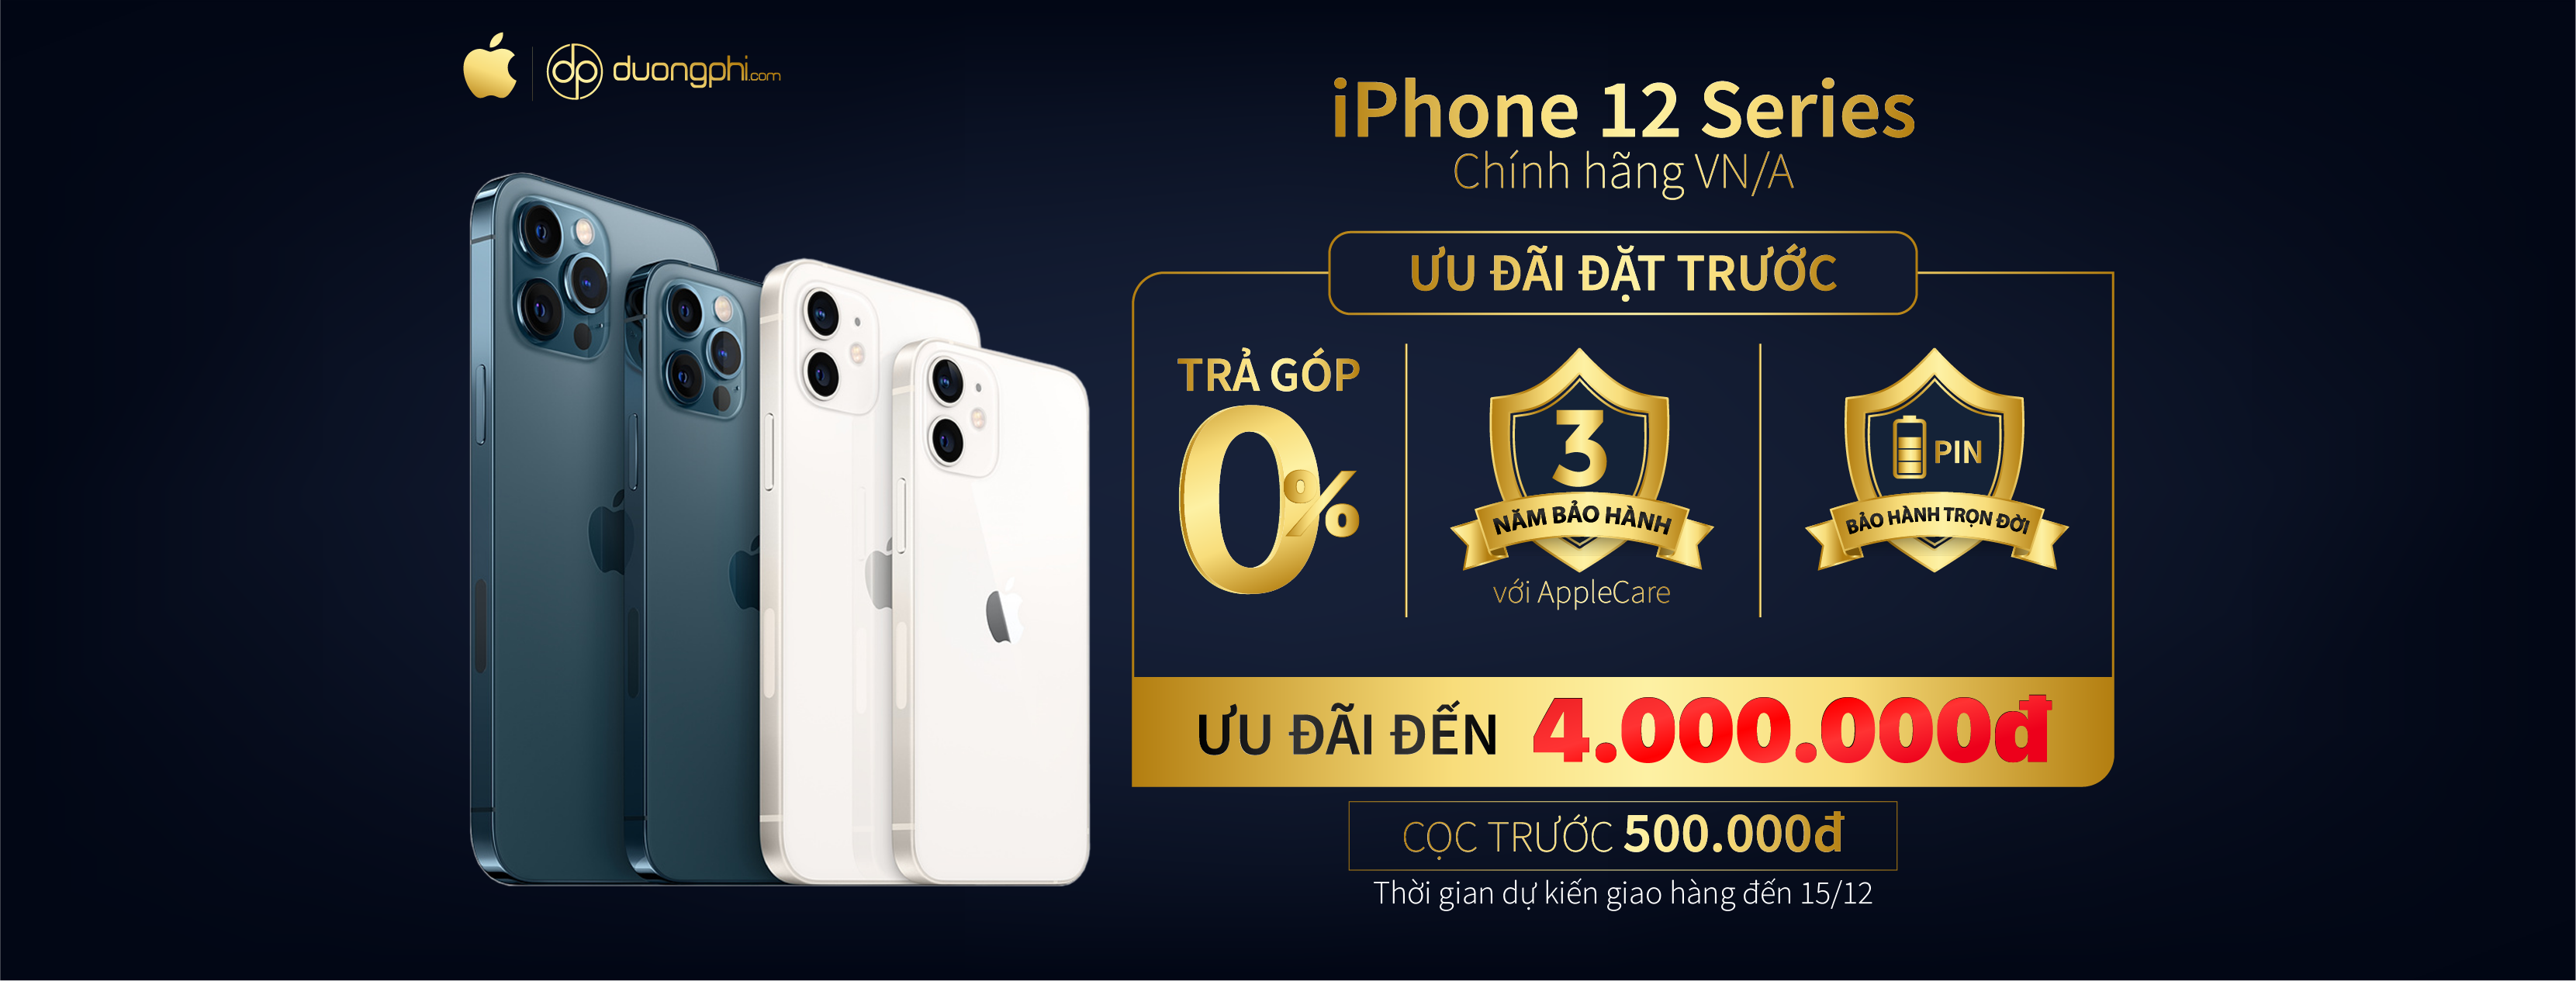 dp duongphi.com
iPhone 12 Series
Chính hãng VN/A
ƯU ĐÃI ĐẶT TRƯỚC
TRẢ GÓP
0%
3
NĂM BẢO HÀNH
với AppleCare
PIN
BẢO HÀNH TRỌN ĐỜI
ƯU ĐÃI ĐẾN 4.000.000đ
CỌC TRƯỚC 500.000đ
Thời gian dự kiến giao hàng đến 15/12